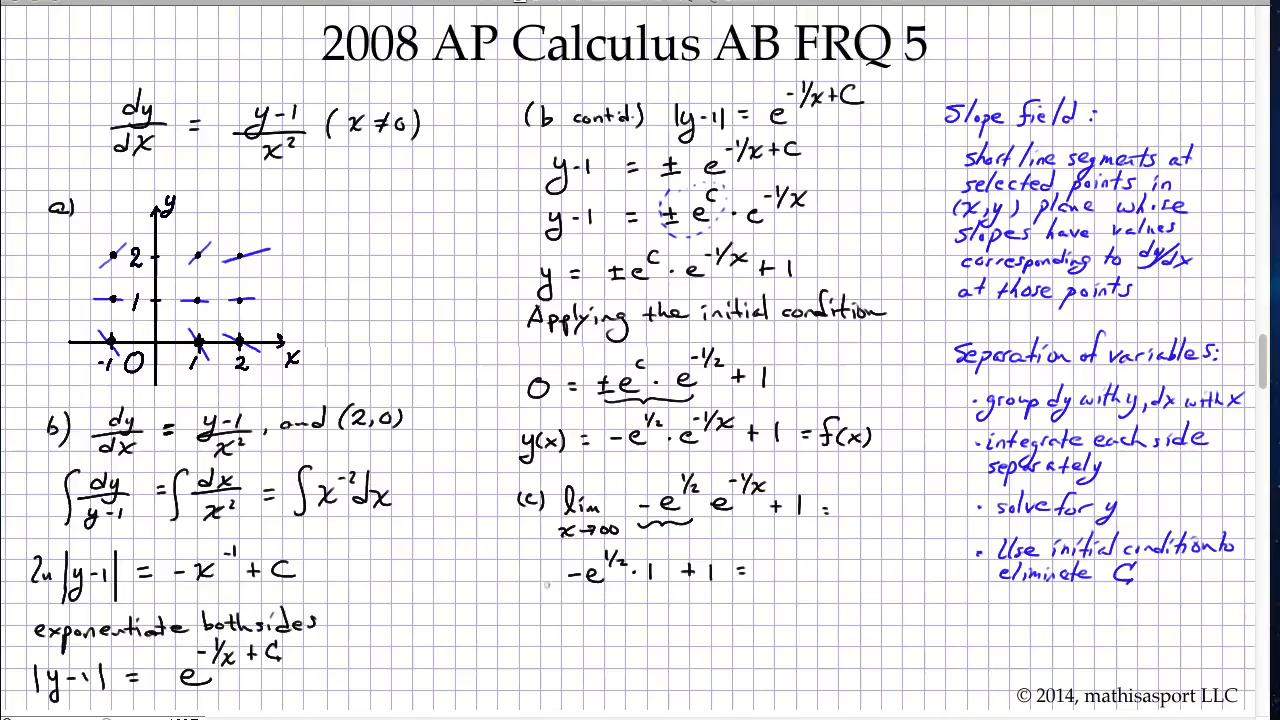 2008 AP Calculus AB FRQ 5
dy/dx = (y-1)/x² (x≠0)
a)
y
2
1
-1 0 1 2 x
b) dy/dx = (y-1)/x², and (2,0)
∫ dy/(y-1) = ∫ dx/x² = ∫ x⁻² dx
ln |y-1| = -x⁻¹ + C
exponentiate both sides
|y-1| = e^(-1/x + C)
(b cont'd.) |y-1| = e^(-1/x+C)
y-1 = ± e^(-1/x+C)
y-1 = ± e^c · e^(-1/x)
y = ±e^c · e^(-1/x) + 1
Applying the initial condition
0 = ±e^c · e^(-1/2) + 1
y(x) = -e^(1/2) · e^(-1/x) + 1 = f(x)
(c) lim x→∞ -e^(1/2) e^(-1/x) + 1 =
-e^(1/2) · 1 + 1 =
Slope field:
short line segments at
selected points in
(x,y) plane whose
slopes have values
corresponding to dy/dx
at those points
Separation of variables:
· group dy with y, dx with x
· integrate each side
separately
· solve for y
· Use initial condition to
eliminate C
© 2014, mathisasport LLC